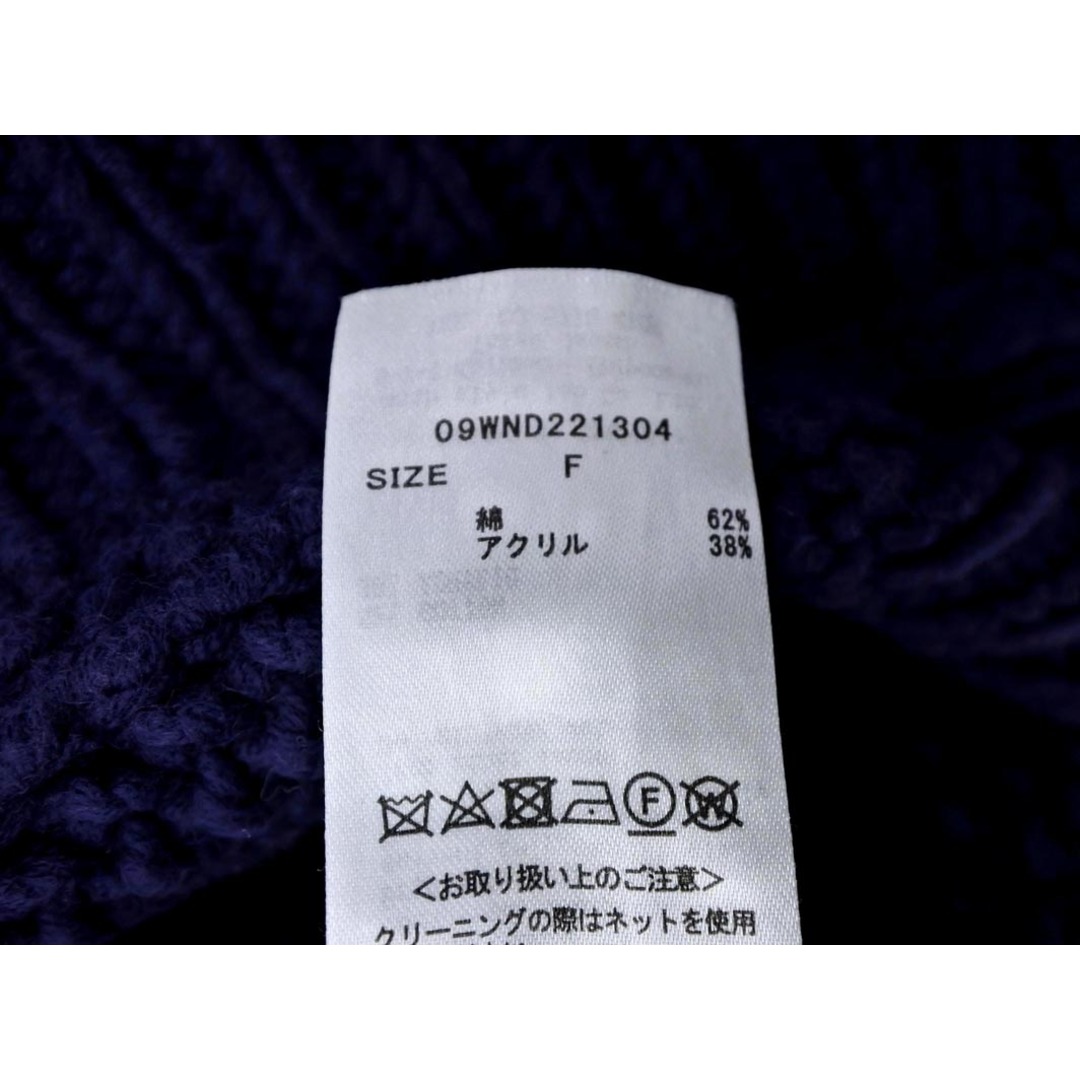 09WND221304
SIZE F
綿 62%
アクリル 38%
F W
<お取り扱い上のご注意>
クリーニングの際はネットを使用